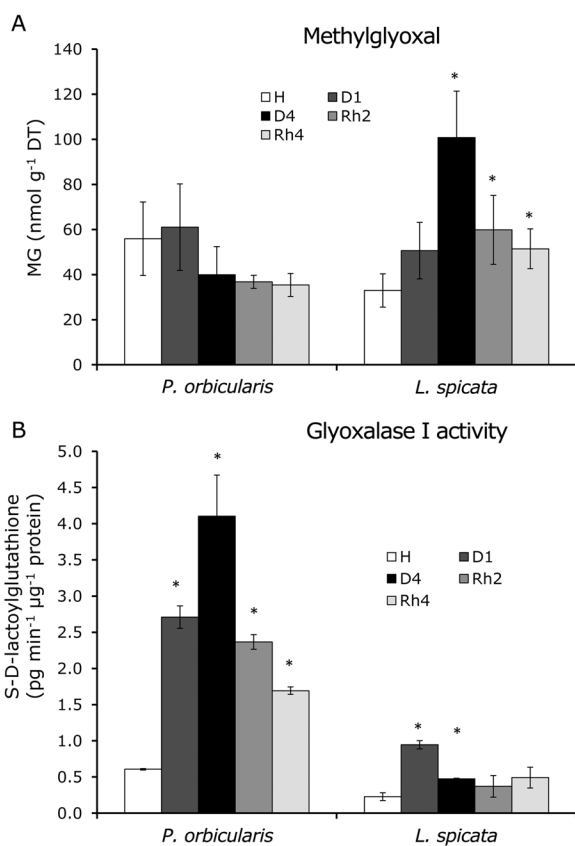 A
Methylglyoxal
MG (nmol g⁻¹ DT)
140
120
100
80
60
40
20
0
H D1
D4 Rh2
Rh4
*
*
*
P. orbicularis L. spicata
B
Glyoxalase I activity
S-D-lactoylglutathione
(pg min⁻¹ µg⁻¹ protein)
5.0
4.5
4.0
3.5
3.0
2.5
2.0
1.5
1.0
0.5
0.0
H D1
D4 Rh2
Rh4
*
*
*
*
* *
P. orbicularis L. spicata